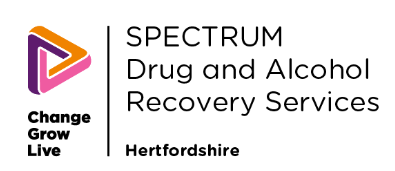 Change
Grow
Live
SPECTRUM
Drug and Alcohol
Recovery Services
Hertfordshire